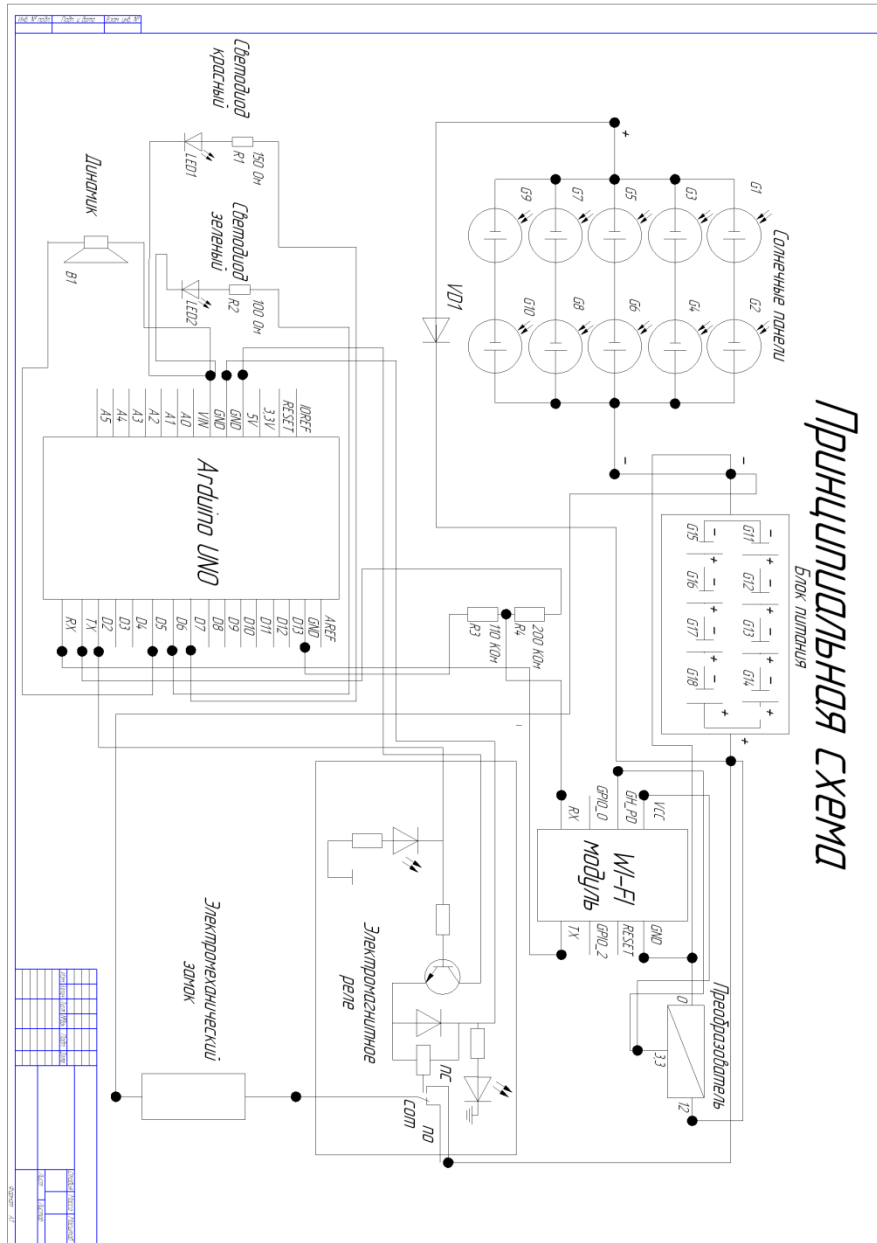 Принципиальная схема
Солнечные панели
G1
G3
G5
G7
G9
G2
G4
G6
G8
G10
+
-
VD1
Блок питания
-
G11
G12
G13
G14
G15
G16
G17
G18
+
Преобразователь
0
3,3
12
WI-FI
модуль
VCC
GH_PD
GPIO_0
RX
GND
RESET
GPIO_2
TX
Светодиод
красный
LED1
R1
150 Ом
Светодиод
зеленый
LED2
R2
100 Ом
Динамик
B1
Arduino UNO
IOREF
RESET
3,3V
5V
GND
GND
VIN
A0
A1
A2
A3
A4
A5
AREF
GND
D13
D12
D11
D10
D9
D8
D7
D6
D5
D4
D3
D2
TX
RX
R4
200 КОм
R3
110 КОм
Электромагнитное
реле
ПС
ПО
COM
Электромеханический
замок